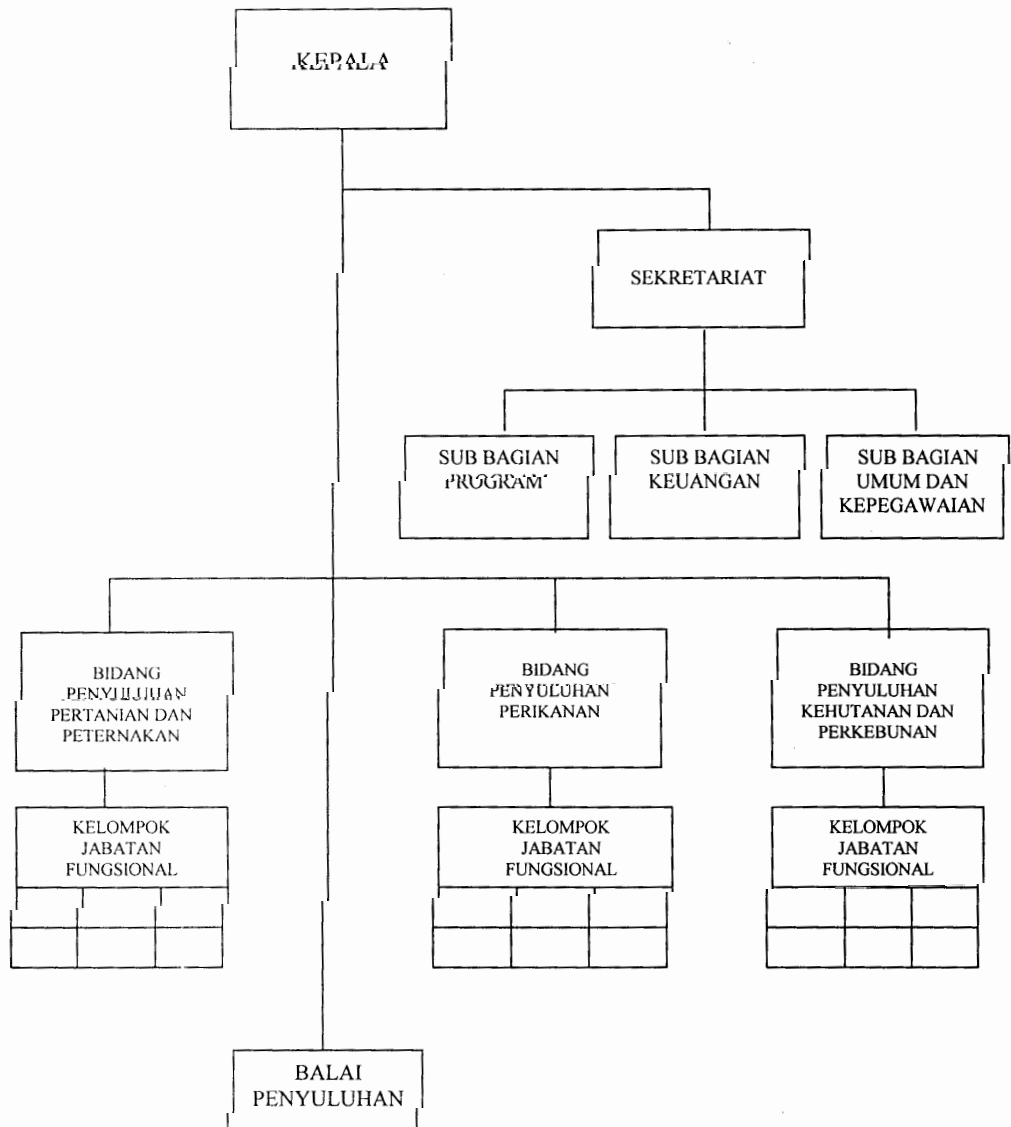 KEPALA
SEKRETARIAT
SUB BAGIAN
PROGRAM
SUB BAGIAN
KEUANGAN
SUB BAGIAN
UMUM DAN
KEPEGAWAIAN
BIDANG
PENYULUHAN
PERTANIAN DAN
PETERNAKAN
BIDANG
PENYULUHAN
PERIKANAN
BIDANG
PENYULUHAN
KEHUTANAN DAN
PERKEBUNAN
KELOMPOK
JABATAN
FUNGSIONAL
KELOMPOK
JABATAN
FUNGSIONAL
KELOMPOK
JABATAN
FUNGSIONAL
BALAI
PENYULUHAN